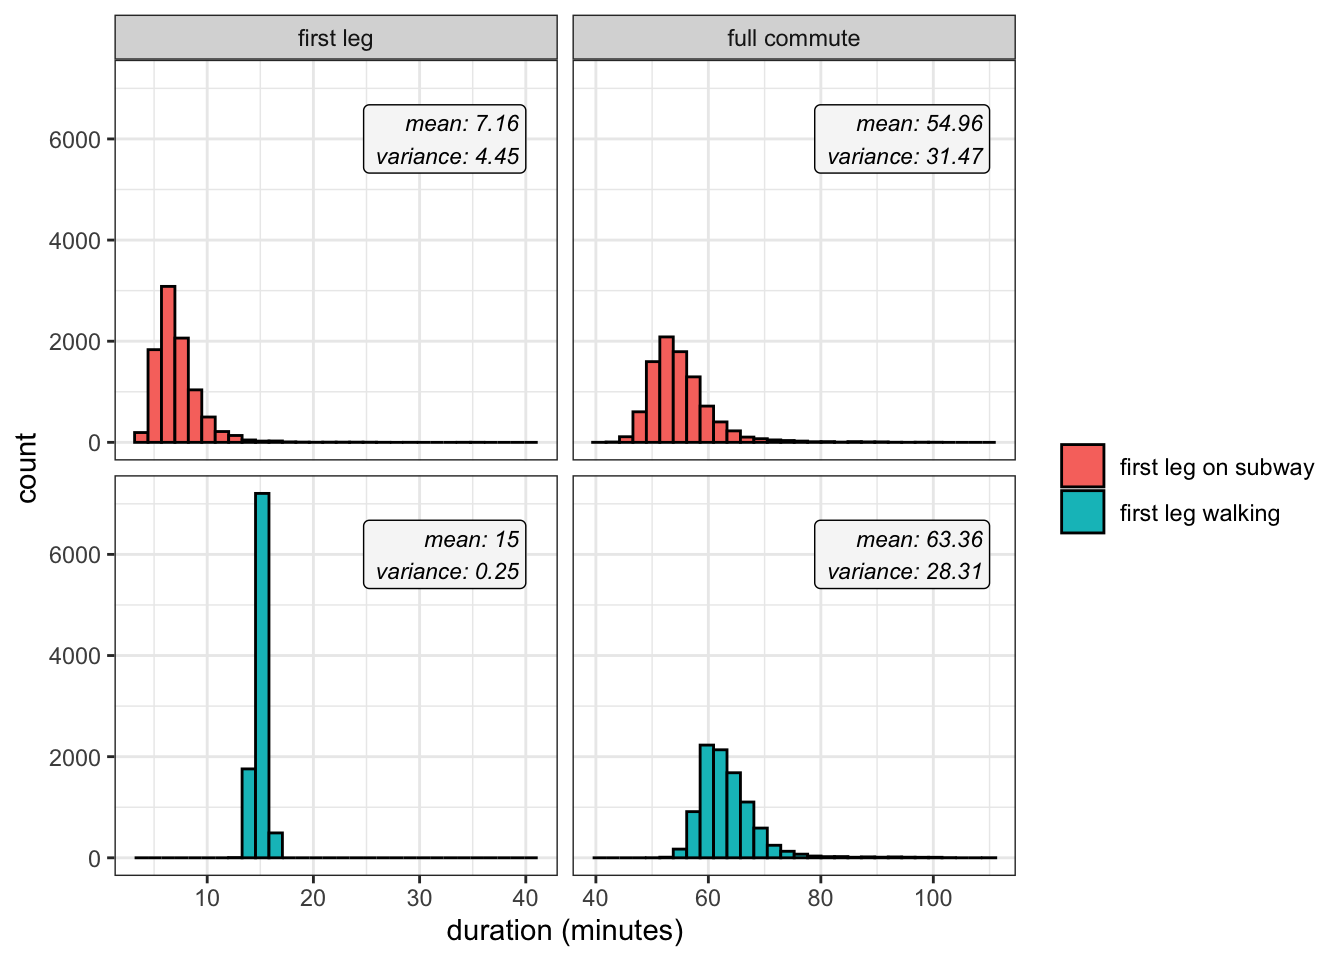 first leg
full commute
mean: 7.16
variance: 4.45
mean: 54.96
variance: 31.47
6000
4000
2000
0
count
first leg on subway
first leg walking
mean: 15
variance: 0.25
mean: 63.36
variance: 28.31
6000
4000
2000
0
10 20 30 40 40 60 80 100
duration (minutes)